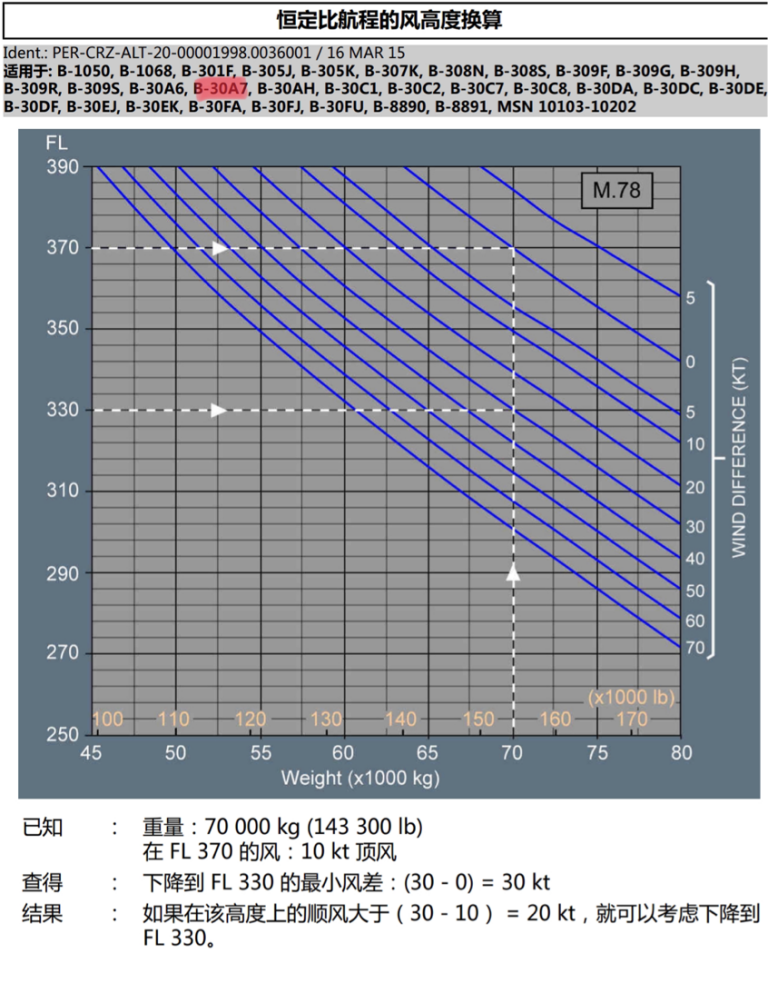 恒定比航程的风高度换算
Ident.: PER-CRZ-ALT-20-00001998.0036001 / 16 MAR 15
适用于: B-1050, B-1068, B-301F, B-305J, B-305K, B-307K, B-308N, B-308S, B-309F, B-309G, B-309H,
B-309R, B-309S, B-30A6, B-30A7, B-30AH, B-30C1, B-30C2, B-30C7, B-30C8, B-30DA, B-30DC, B-30DE,
B-30DF, B-30EJ, B-30EK, B-30FA, B-30FJ, B-30FU, B-8890, B-8891, MSN 10103-10202
FL
390
M.78
370
5
350
0
330
5
10
310
20
30
290
40
50
270
60
70
WIND DIFFERENCE (KT)
(x1000 lb)
100 110 120 130 140 150 160 170
250
45 50 55 60 65 70 75 80
Weight (x1000 kg)
已知 : 重量:70 000 kg (143 300 lb)
在 FL 370 的风:10 kt 顶风
查得 : 下降到 FL 330 的最小风差:(30 - 0) = 30 kt
结果 : 如果在该高度上的顺风大于 ( 30 - 10 ) = 20 kt,就可以考虑下降到
FL 330。